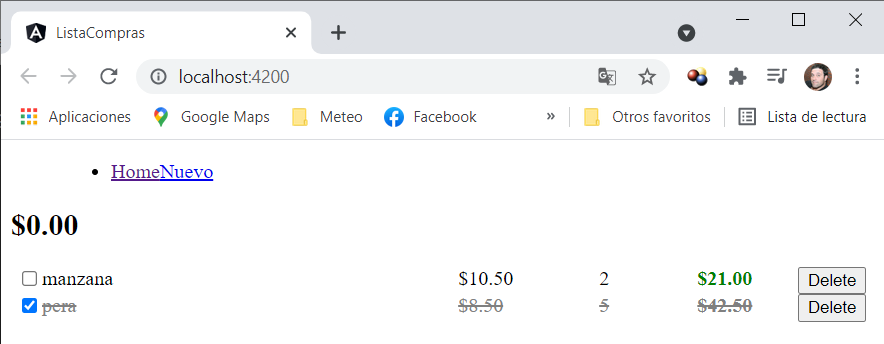 ListaCompras
localhost:4200
Aplicaciones Google Maps Meteo Facebook » Otros favoritos Lista de lectura
HomeNuevo
$0.00
manzana $10.50 2 $21.00 Delete
pera $8.50 5 $42.50 Delete